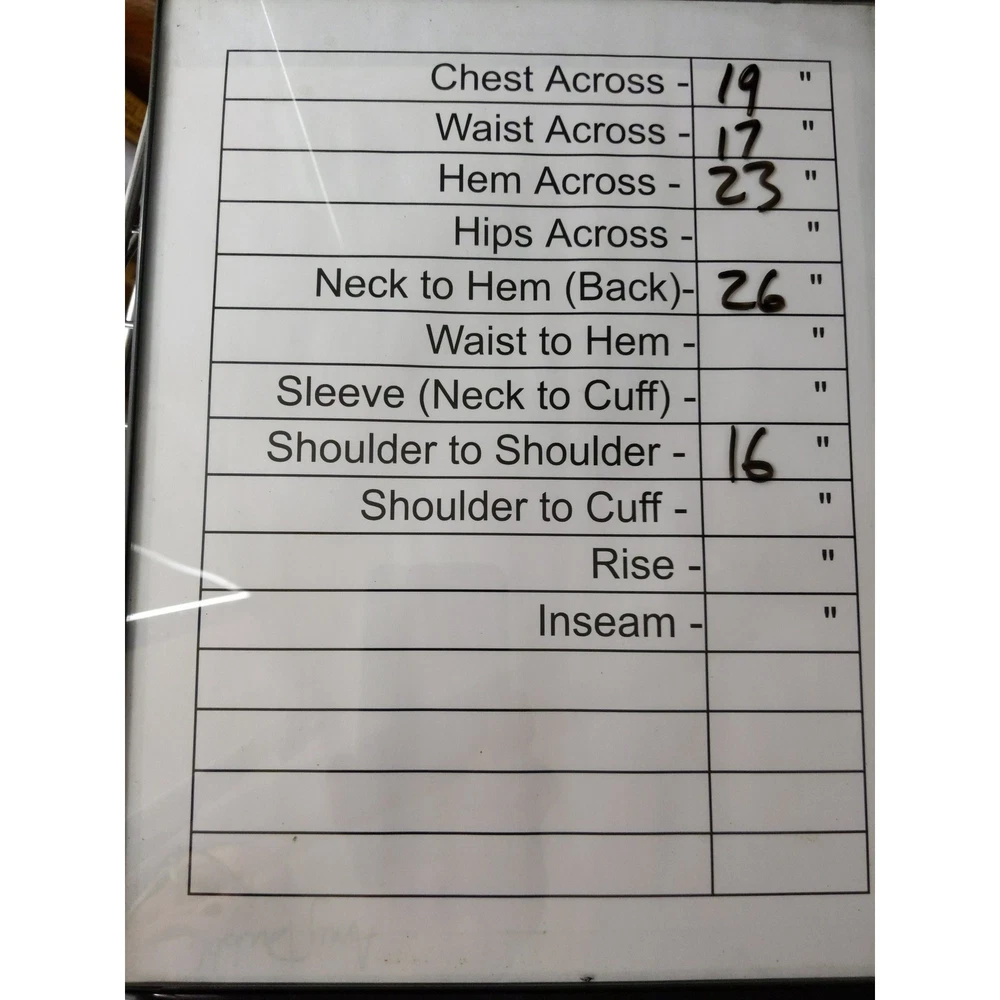 Chest Across - 19 "
Waist Across - 17 "
Hem Across - 23 "
Hips Across - "
Neck to Hem (Back)- 26 "
Waist to Hem - "
Sleeve (Neck to Cuff) - "
Shoulder to Shoulder - 16 "
Shoulder to Cuff - "
Rise - "
Inseam - "